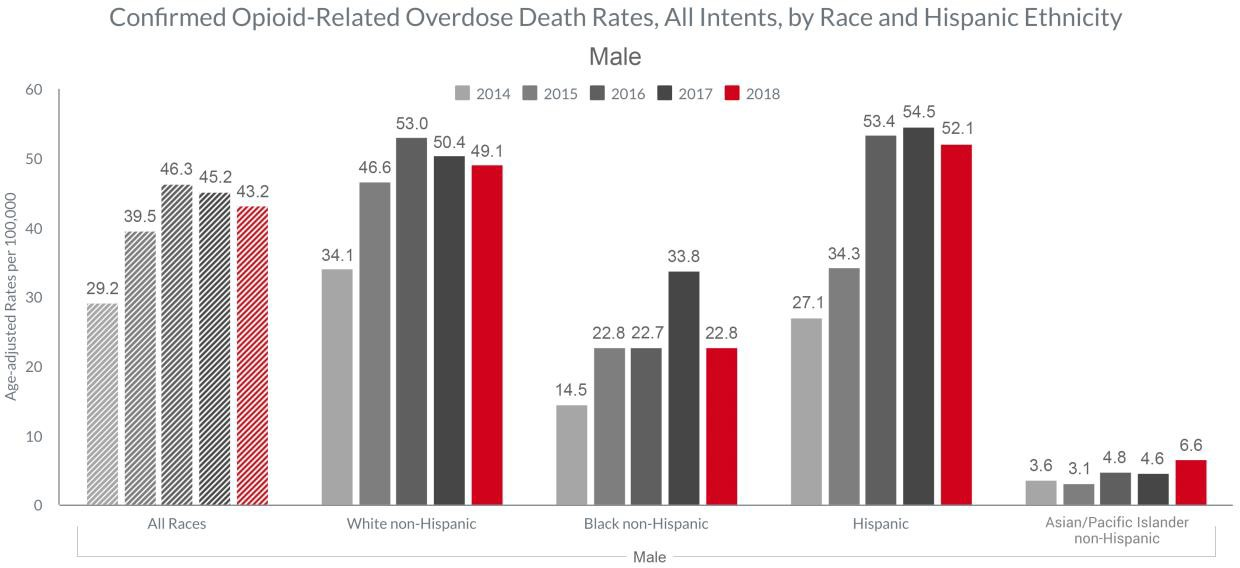 Confirmed Opioid-Related Overdose Death Rates, All Intents, by Race and Hispanic Ethnicity
Male
2014 2015 2016 2017 2018
Age-adjusted Rates per 100,000
60
50
40
30
20
10
0
29.2 39.5 46.3 45.2 43.2
34.1 46.6 53.0 50.4 49.1
14.5 22.8 22.7 33.8 22.8
27.1 34.3 53.4 54.5 52.1
3.6 3.1 4.8 4.6 6.6
All Races
White non-Hispanic
Black non-Hispanic
Hispanic
Asian/Pacific Islander
non-Hispanic
Male